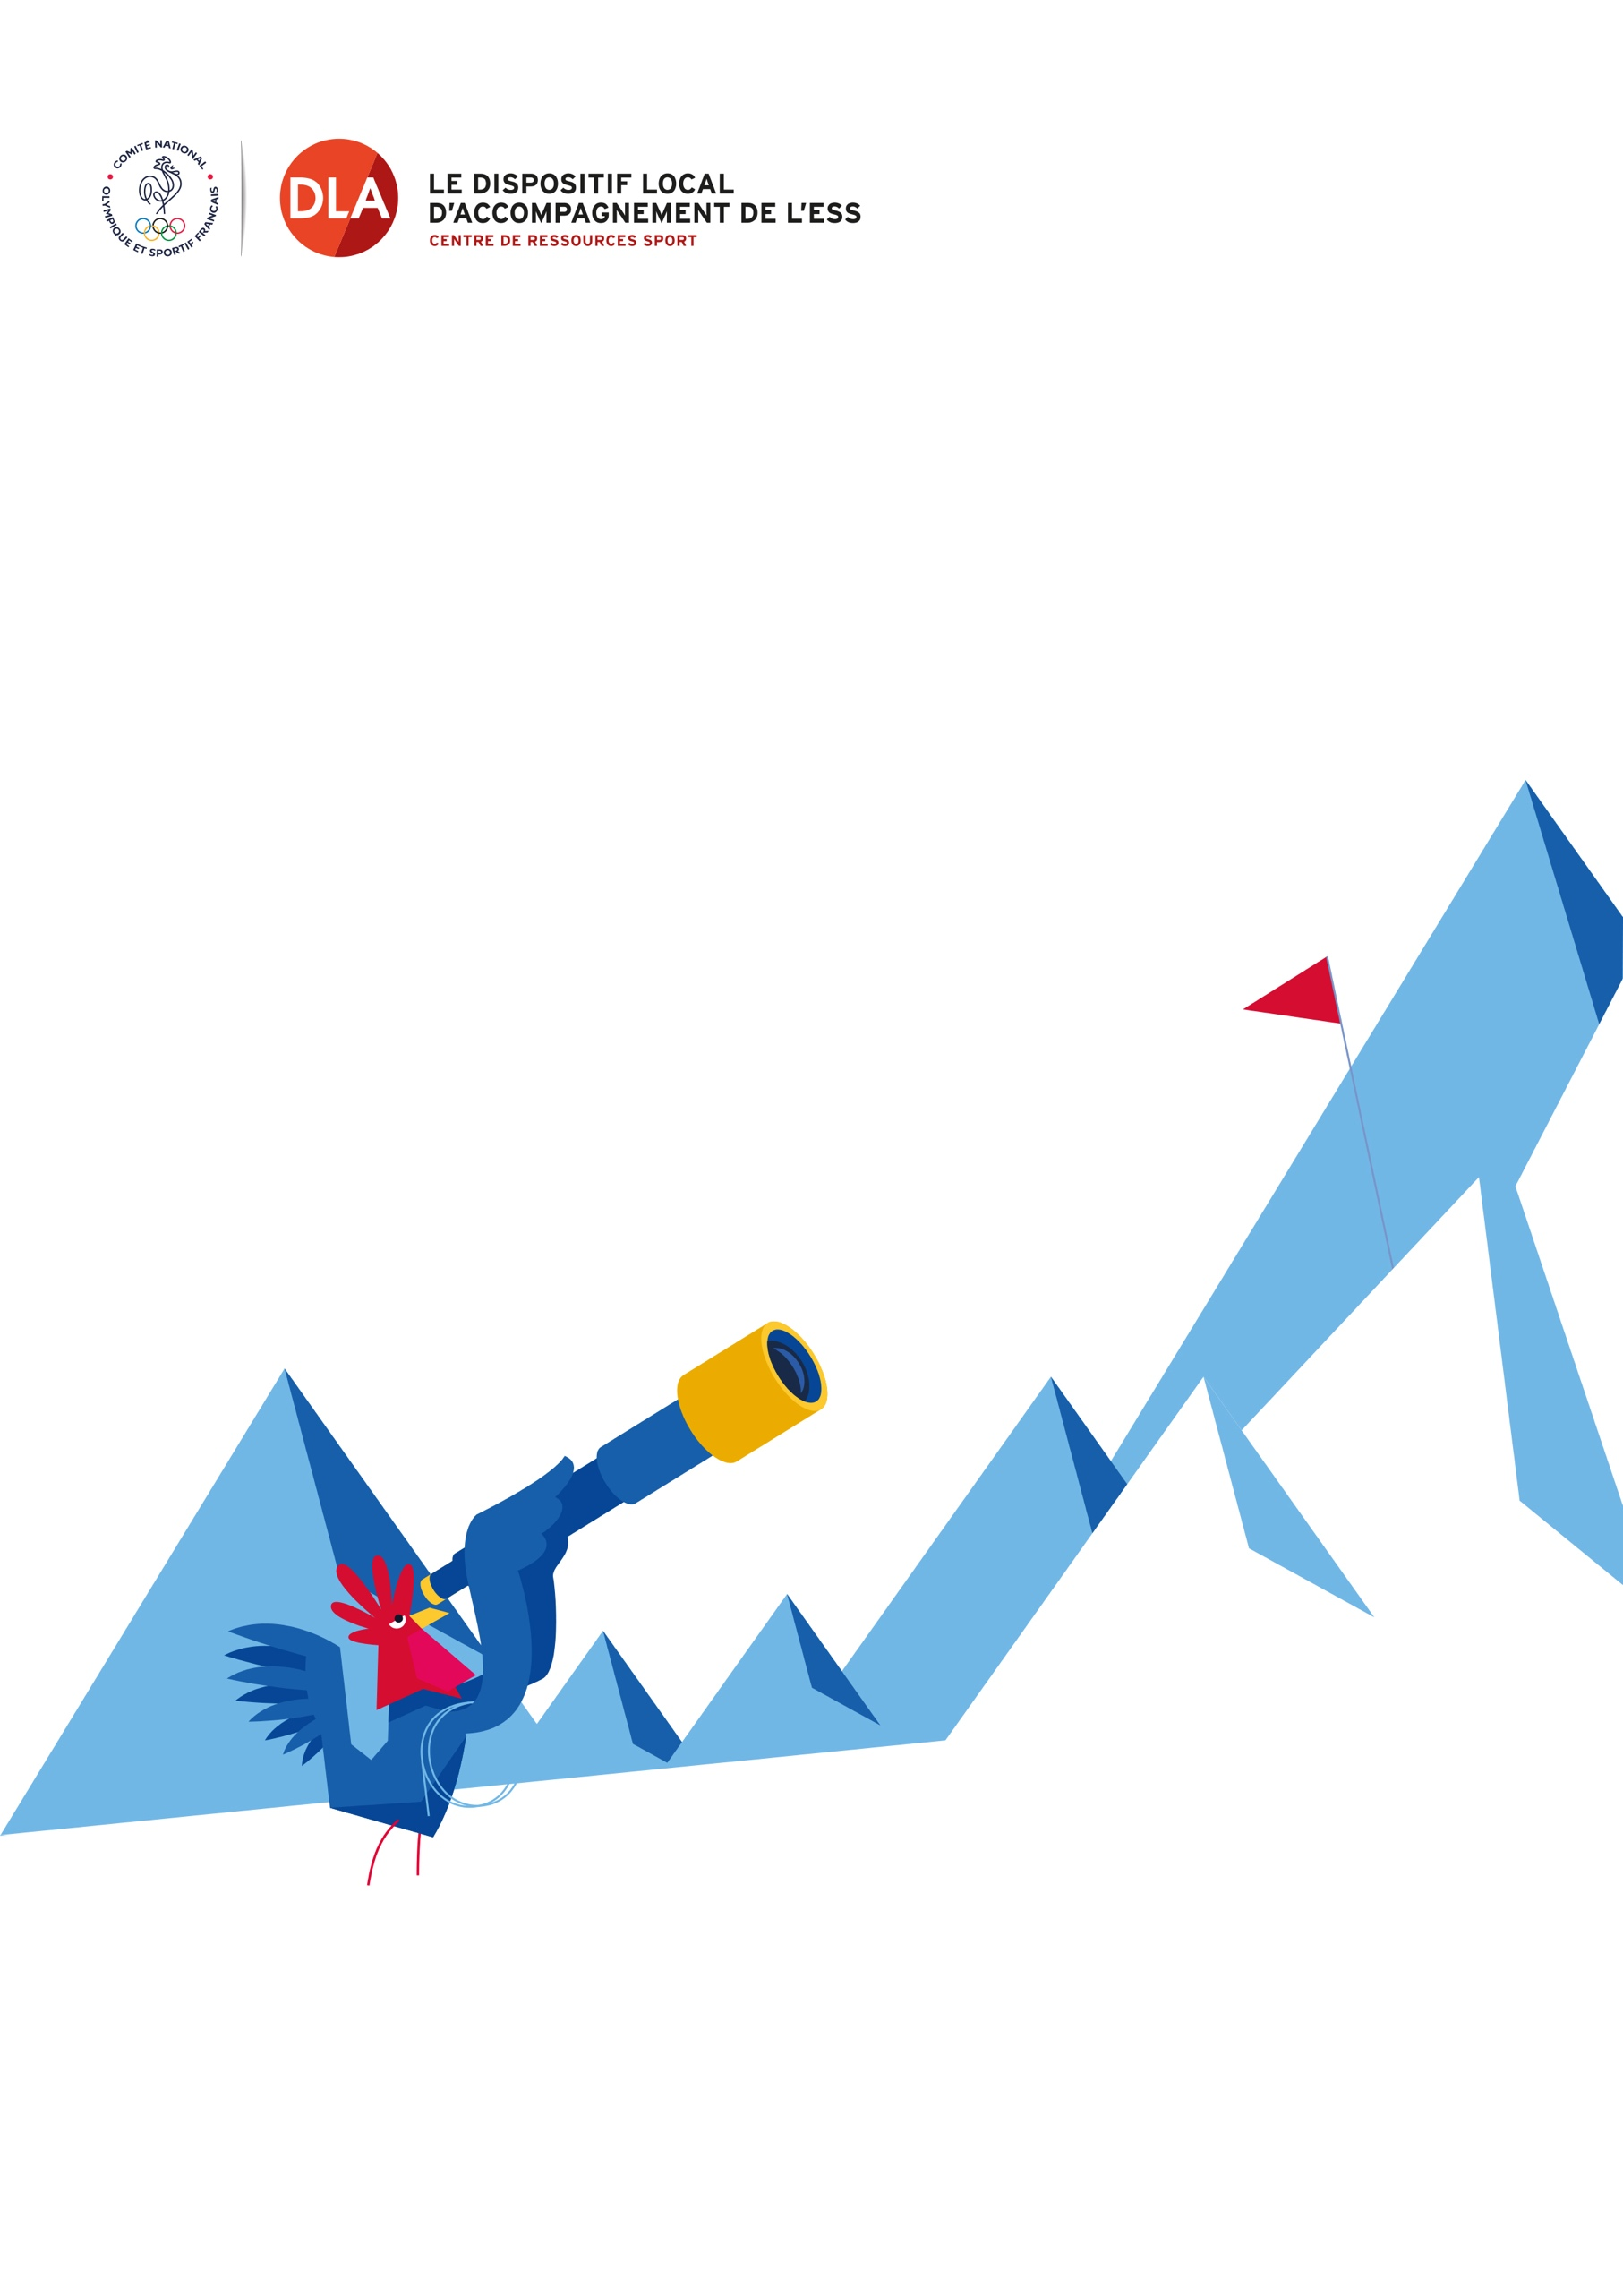 COMITÉ NATIONAL
OLYMPIQUE ET SPORTIF FRANÇAIS
DLA
LE DISPOSITIF LOCAL
D'ACCOMPAGNEMENT DE L'ESS
CENTRE DE RESSOURCES SPORT